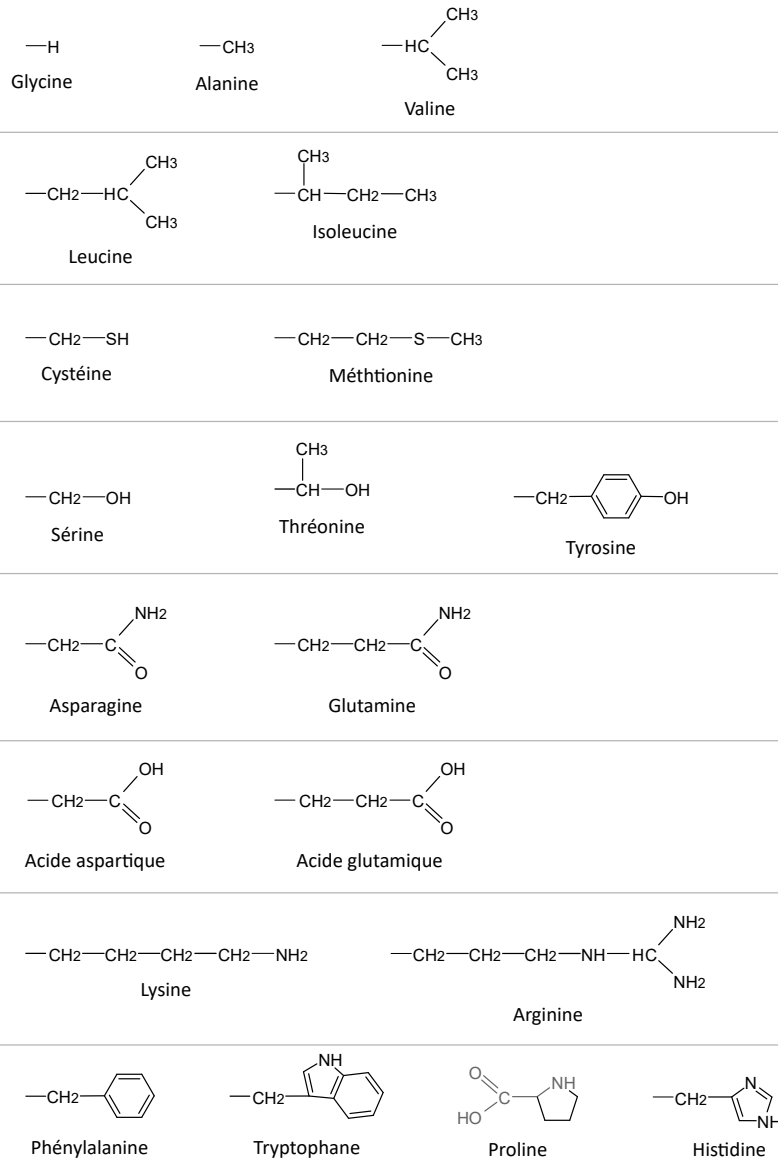 —H —CH3 —HC CH3 CH3
Glycine Alanine Valine
—CH2—HC CH3 CH3 CH3 —CH—CH2—CH3
Leucine Isoleucine
—CH2—SH —CH2—CH2—S—CH3
Cystéine Méthtionine
—CH2—OH CH3 —CH—OH —CH2— —OH
Sérine Thréonine Tyrosine
—CH2—C NH2 O —CH2—CH2—C NH2 O
Asparagine Glutamine
—CH2—C OH O —CH2—CH2—C OH O
Acide aspartique Acide glutamique
—CH2—CH2—CH2—CH2—NH2 —CH2—CH2—CH2—NH—HC NH2 NH2
Lysine Arginine
—CH2— —CH2— NH O C HO NH —CH2— N NH
Phénylalanine Tryptophane Proline Histidine